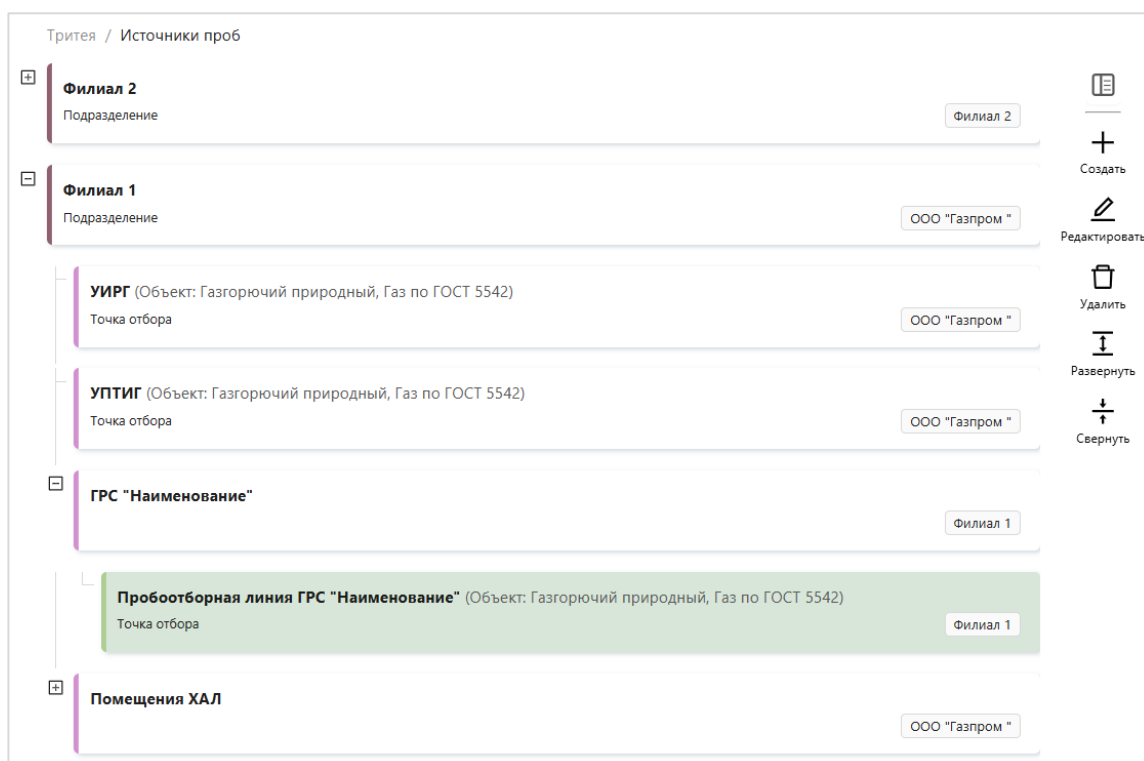 Тритея / Источники проб
Филиал 2
Подразделение
Филиал 2
Создать
Филиал 1
Подразделение
ООО "Газпром "
Редактировать
УИРГ (Объект: Газгорючий природный, Газ по ГОСТ 5542)
Точка отбора
ООО "Газпром "
Удалить
Развернуть
УПТИГ (Объект: Газгорючий природный, Газ по ГОСТ 5542)
Точка отбора
ООО "Газпром "
Свернуть
ГРС "Наименование"
Филиал 1
Пробоотборная линия ГРС "Наименование" (Объект: Газгорючий природный, Газ по ГОСТ 5542)
Точка отбора
Филиал 1
Помещения ХАЛ
ООО "Газпром "